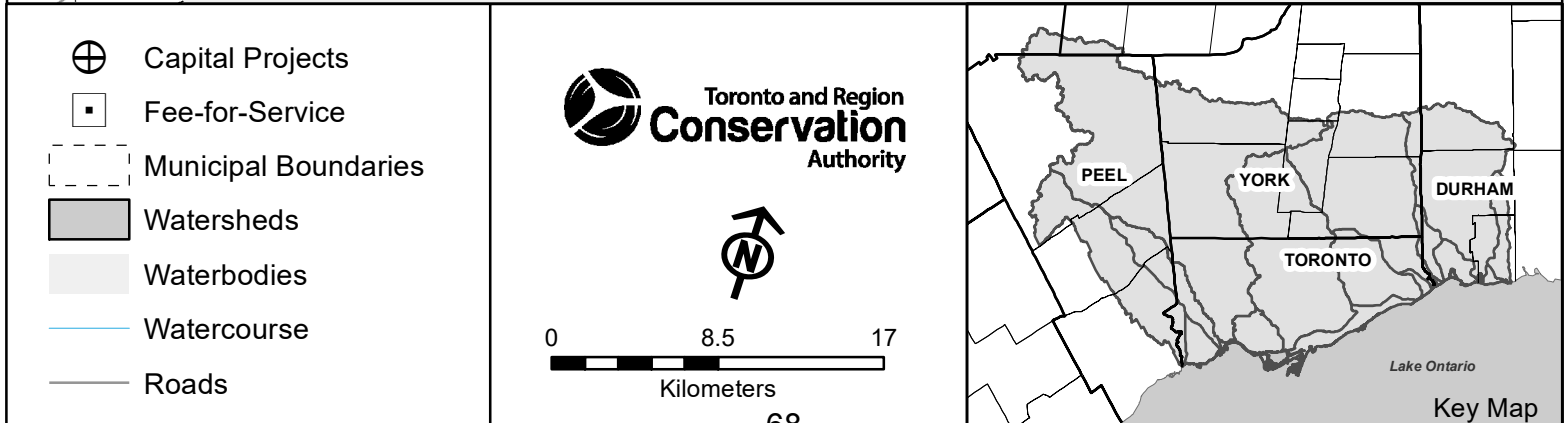 Capital Projects
Fee-for-Service
Municipal Boundaries
Watersheds
Waterbodies
Watercourse
Roads
Toronto and Region
Conservation
Authority
N
0 8.5 17
Kilometers
68
PEEL
YORK
DURHAM
TORONTO
Lake Ontario
Key Map